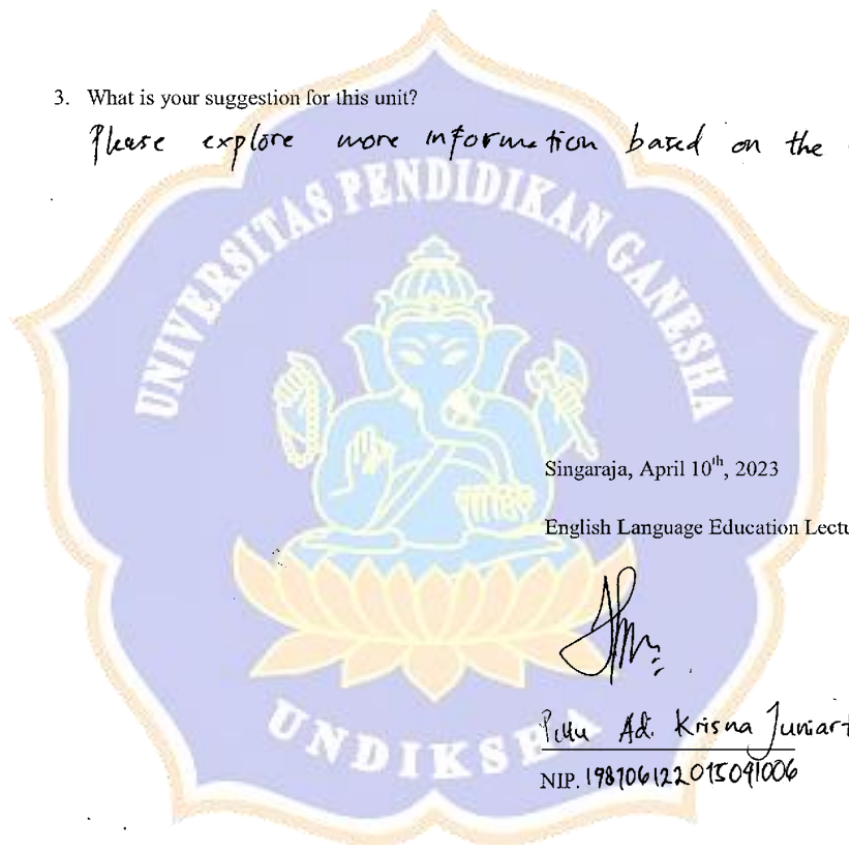 3. What is your suggestion for this unit?
Please explore more information based on the
UNIVERSITAS PENDIDIKAN GANESHA
Singaraja, April 10th, 2023
English Language Education Lectu
Putu Adi Krisna Juniart
NIP. 198706122015041006
UNDIKSHA